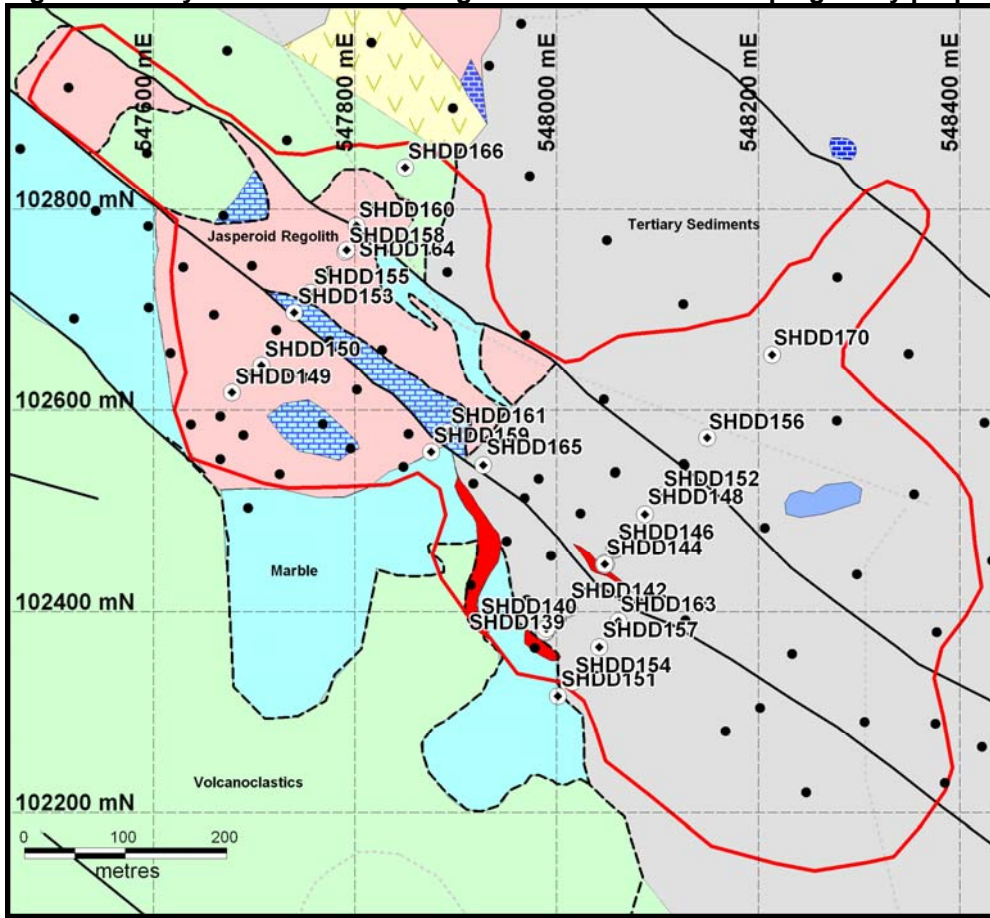 547600 mE
547800 mE
548000 mE
548200 mE
548400 mE
SHDD166
102800 mN
SHDD160
Tertiary Sediments
Jasperoid Regolith
SHDD158
SHDD164
SHDD155
SHDD153
SHDD170
SHDD150
SHDD149
102600 mN
SHDD161
SHDD156
SHDD159
SHDD165
SHDD152
SHDD148
SHDD146
SHDD144
Marble
SHDD142
102400 mN
SHDD140
SHDD163
SHDD139
SHDD157
SHDD154
SHDD151
Volcanoclastics
102200 mN
0 100 200
metres